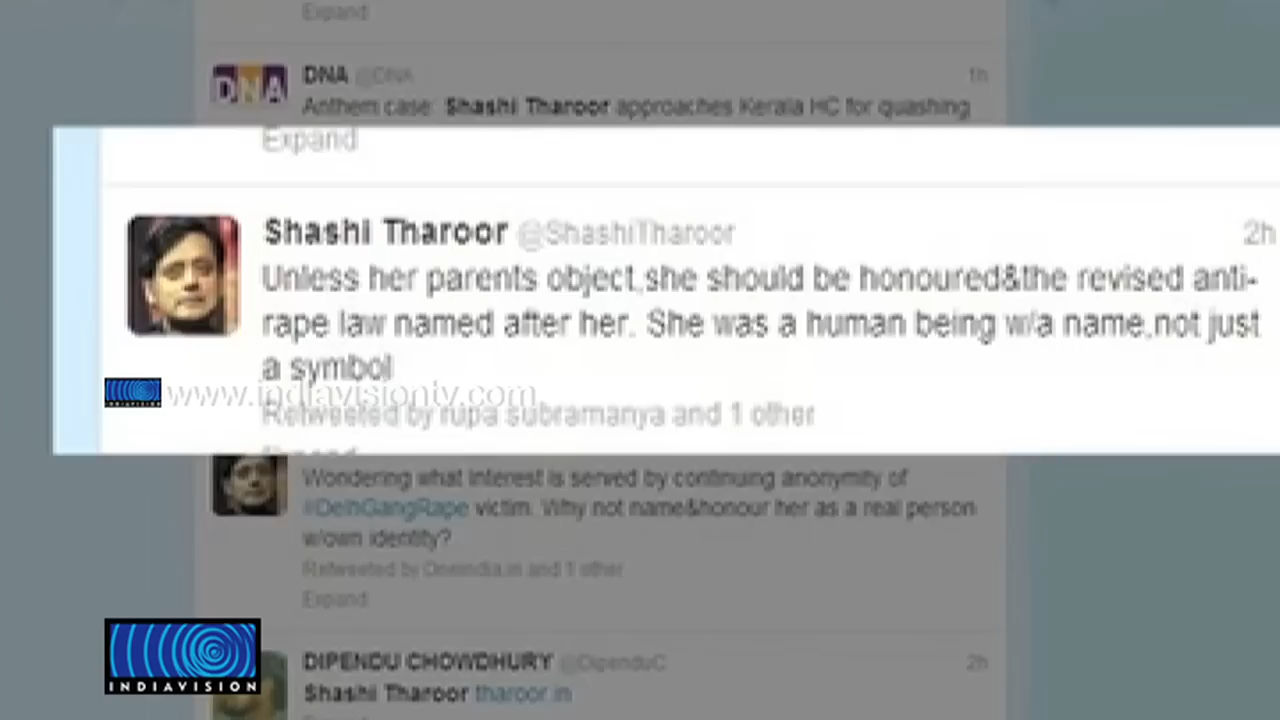 Expand
DNA @DNA 1h
Anthem case: Shashi Tharoor approaches Kerala HC for quashing
Expand
Shashi Tharoor @ShashiTharoor 2h
Unless her parents object,she should be honoured&the revised anti-
rape law named after her. She was a human being w/a name,not just
a symbol
www.indiavisiontv.com
Retweeted by rupa subramanya and 1 other
Wondering what interest is served by continuing anonymity of
#DelhiGangRape victim. Why not name&honour her as a real person
w/own identity?
Retweeted by Oneindia.in and 1 other
Expand
DIPENDU CHOWDHURY @DipenduC 2h
Shashi Tharoor tharoor.in
INDIAVISION